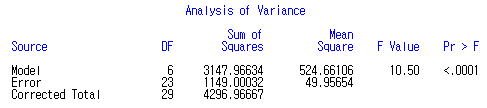 Analysis of Variance
Sum of Mean
Source DF Squares Square F Value Pr > F
Model 6 3147.96634 524.66106 10.50 <.0001
Error 23 1149.00032 49.95654
Corrected Total 29 4296.96667